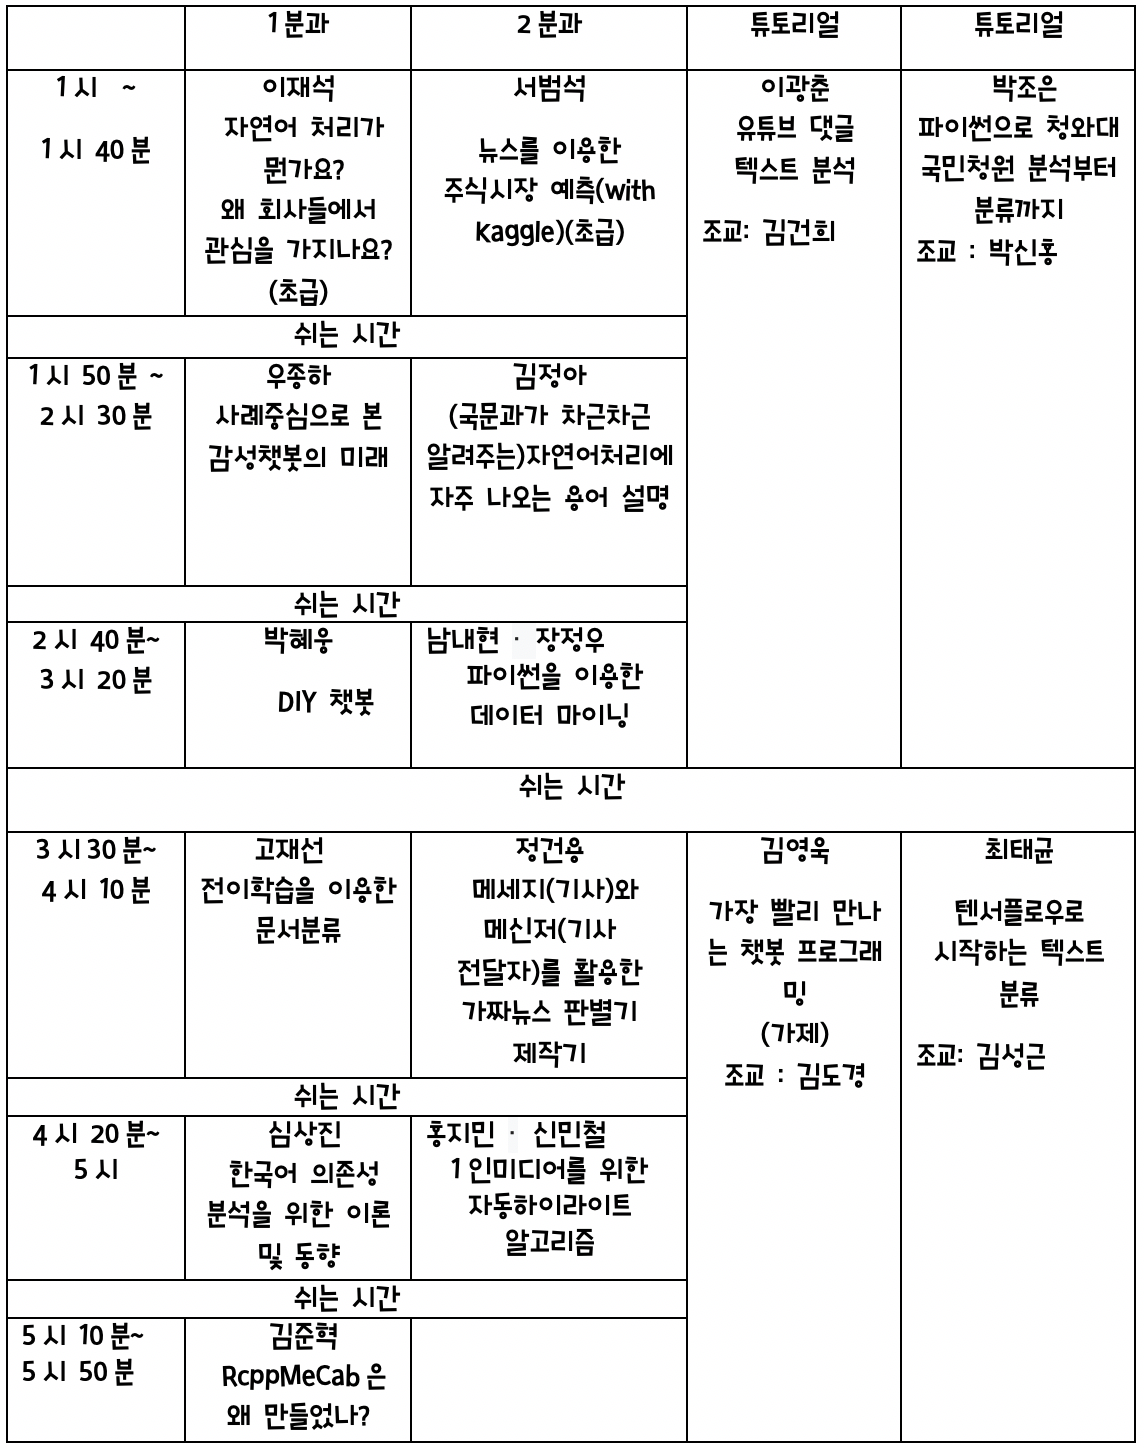 1분과
2분과
튜토리얼
튜토리얼
1시 ~
1시 40분
이재석
자연어 처리가
뭔가요?
왜 회사들에서
관심을 가지나요?
(초급)
서범석
뉴스를 이용한
주식시장 예측(with
Kaggle)(초급)
이광춘
유튜브 댓글
텍스트 분석
조교: 김건희
박조은
파이썬으로 청와대
국민청원 분석부터
분류까지
조교 : 박신홍
쉬는 시간
1시 50분 ~
2시 30분
우종하
사례중심으로 본
감성챗봇의 미래
김정아
(국문과가 차근차근
알려주는)자연어처리에
자주 나오는 용어 설명
쉬는 시간
2시 40분~
3시 20분
박혜웅
DIY 챗봇
남내현 · 장정우
파이썬을 이용한
데이터 마이닝
쉬는 시간
3시30분~
4시 10분
고재선
전이학습을 이용한
문서분류
정건용
메세지(기사)와
메신저(기사
전달자)를 활용한
가짜뉴스 판별기
제작기
김영욱
가장 빨리 만나
는 챗봇 프로그래
밍
(가제)
조교 : 김도경
최태균
텐서플로우로
시작하는 텍스트
분류
조교: 김성근
쉬는 시간
4시 20분~
5시
심상진
한국어 의존성
분석을 위한 이론
및 동향
홍지민 · 신민철
1인미디어를 위한
자동하이라이트
알고리즘
쉬는 시간
5시 10분~
5시 50분
김준혁
RcppMeCab은
왜 만들었나?